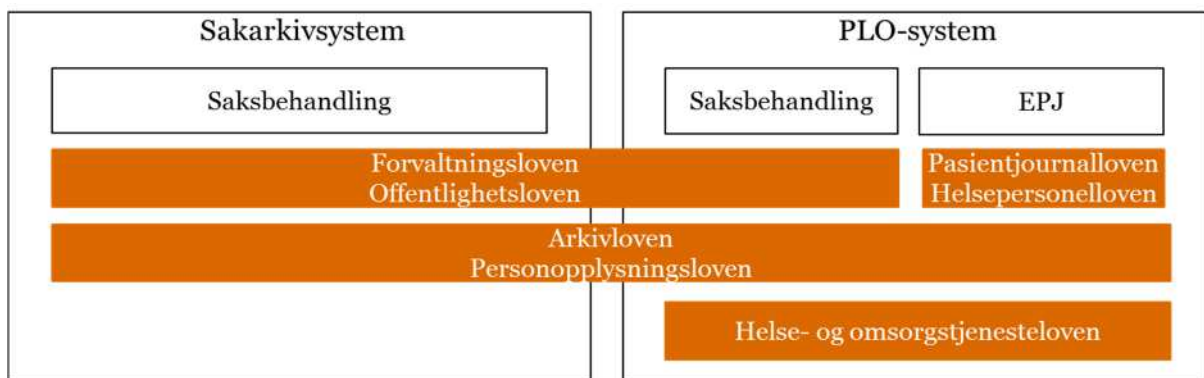 Sakarkivsystem
PLO-system
Saksbehandling
Saksbehandling
EPJ
Forvaltningsloven
Offentlighetsloven
Pasientjournalloven
Helsepersonelloven
Arkivloven
Personopplysningsloven
Helse- og omsorgstjenesteloven